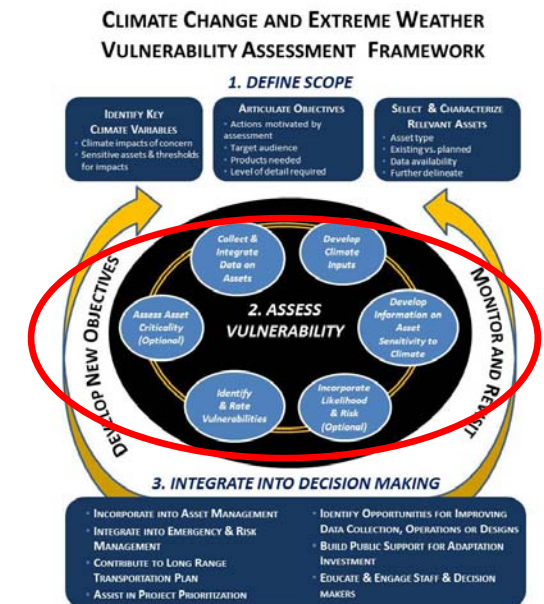 CLIMATE CHANGE AND EXTREME WEATHER
VULNERABILITY ASSESSMENT FRAMEWORK
1. DEFINE SCOPE
IDENTIFY KEY
CLIMATE VARIABLES
• Climate impacts of concern
• Sensitive assets & thresholds
for impacts
ARTICULATE OBJECTIVES
• Actions motivated by
assessment
• Target audience
• Products needed
• Level of detail required
SELECT & CHARACTERIZE
RELEVANT ASSETS
• Asset type
• Existing vs. planned
• Data availability
• Further delineate
DEVELOP NEW OBJECTIVES
Collect &
Integrate
Data on
Assets
Develop
Climate
Inputs
Assess Asset
Criticality
(Optional)
2. ASSESS
VULNERABILITY
Develop
Information on
Asset
Sensitivity to
Climate
Identify
& Rate
Vulnerabilities
Incorporate
Likelihood
& Risk
(Optional)
MONITOR AND REVISIT
3. INTEGRATE INTO DECISION MAKING
• INCORPORATE INTO ASSET MANAGEMENT
• INTEGRATE INTO EMERGENCY & RISK
MANAGEMENT
• CONTRIBUTE TO LONG RANGE
TRANSPORTATION PLAN
• ASSIST IN PROJECT PRIORITIZATION
• IDENTIFY OPPORTUNITIES FOR IMPROVING
DATA COLLECTION, OPERATIONS OR DESIGNS
• BUILD PUBLIC SUPPORT FOR ADAPTATION
INVESTMENT
• EDUCATE & ENGAGE STAFF & DECISION
MAKERS